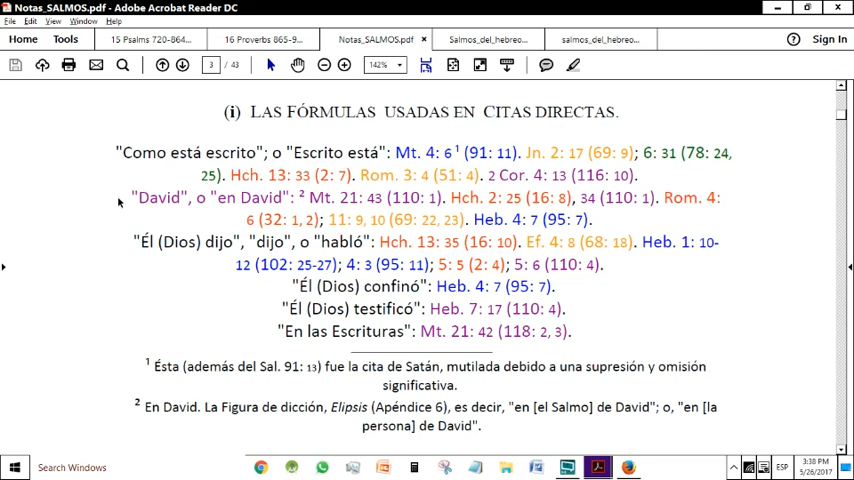 Notas_SALMOS.pdf - Adobe Acrobat Reader DC
File Edit View Window Help
Home Tools 15 Psalms 720-864... 16 Proverbs 865-9... Notas_SALMOS.pdf × Salmos_del_hebreo... salmos_del_hebreo... ? Sign In
3 / 43 142%
(i) LAS FÓRMULAS USADAS EN CITAS DIRECTAS.
"Como está escrito"; o "Escrito está": Mt. 4: 6 ¹ (91: 11). Jn. 2: 17 (69: 9); 6: 31 (78: 24,
25). Hch. 13: 33 (2: 7). Rom. 3: 4 (51: 4). 2 Cor. 4: 13 (116: 10).
"David", o "en David": ² Mt. 21: 43 (110: 1). Hch. 2: 25 (16: 8), 34 (110: 1). Rom. 4:
6 (32: 1, 2); 11: 9, 10 (69: 22, 23). Heb. 4: 7 (95: 7).
"Él (Dios) dijo", "dijo", o "habló": Hch. 13: 35 (16: 10). Ef. 4: 8 (68: 18). Heb. 1: 10-
12 (102: 25-27); 4: 3 (95: 11); 5: 5 (2: 4); 5: 6 (110: 4).
"Él (Dios) confinó": Heb. 4: 7 (95: 7).
"Él (Dios) testificó": Heb. 7: 17 (110: 4).
"En las Escrituras": Mt. 21: 42 (118: 2, 3).
¹ Ésta (además del Sal. 91: 13) fue la cita de Satán, mutilada debido a una supresión y omisión
significativa.
² En David. La Figura de dicción, Elipsis (Apéndice 6), es decir, "en [el Salmo] de David"; o, "en [la
persona] de David".
Search Windows
ESP
3:38 PM
5/26/2017